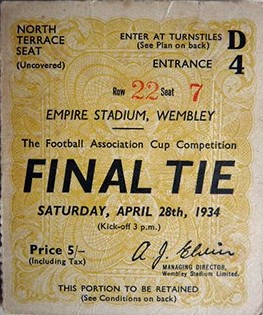 NORTH
TERRACE
SEAT
(Uncovered)
ENTER AT TURNSTILES
(See Plan on back)
D
ENTRANCE 4
Row 22 Seat 7
EMPIRE STADIUM, WEMBLEY
The Football Association Cup Competition
FINAL TIE
SATURDAY, APRIL 28th, 1934
(Kick-off 3 p.m.)
Price 5/-
(Including Tax)
A. J. Elvin
MANAGING DIRECTOR,
Wembley Stadium Limited.
THIS PORTION TO BE RETAINED
(See Conditions on back)